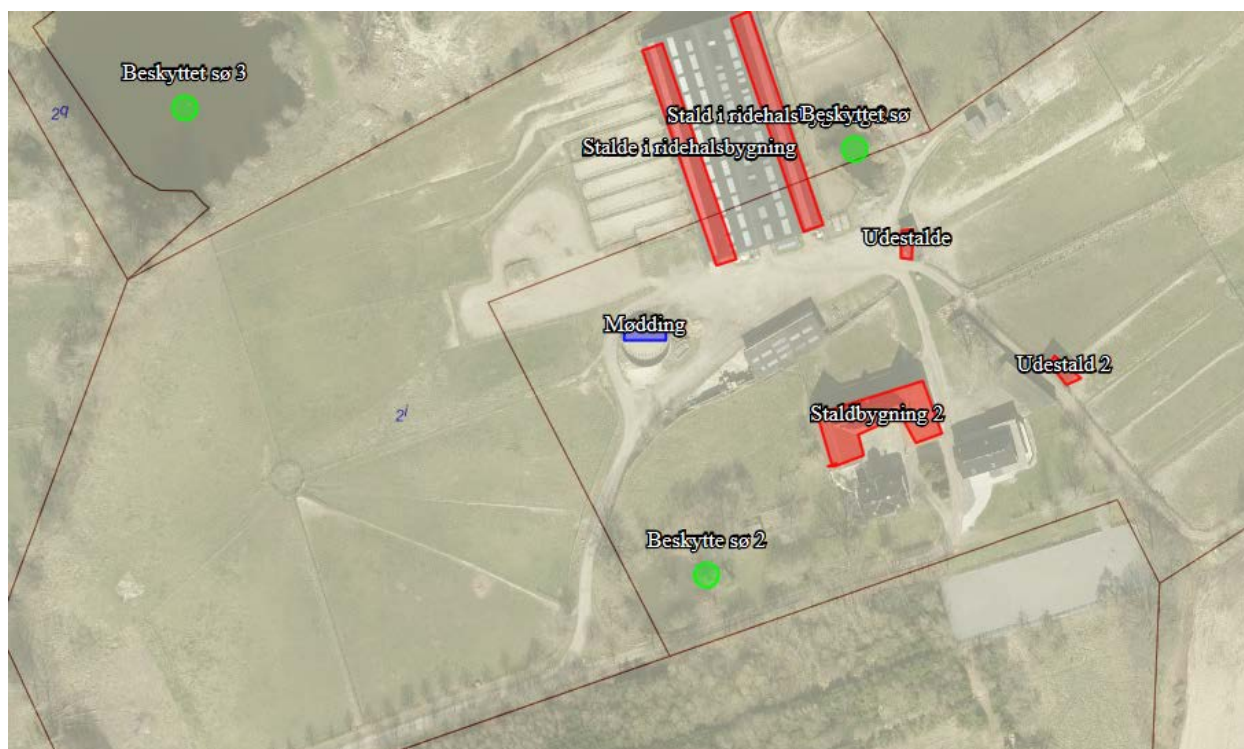 Beskyttet sø 3
2q
Stald i ridehals
Beskyttet sø
Stalde i ridehalsbygning
Udestalde
Mødding
Udestald 2
2i
Staldbygning 2
Beskytte sø 2